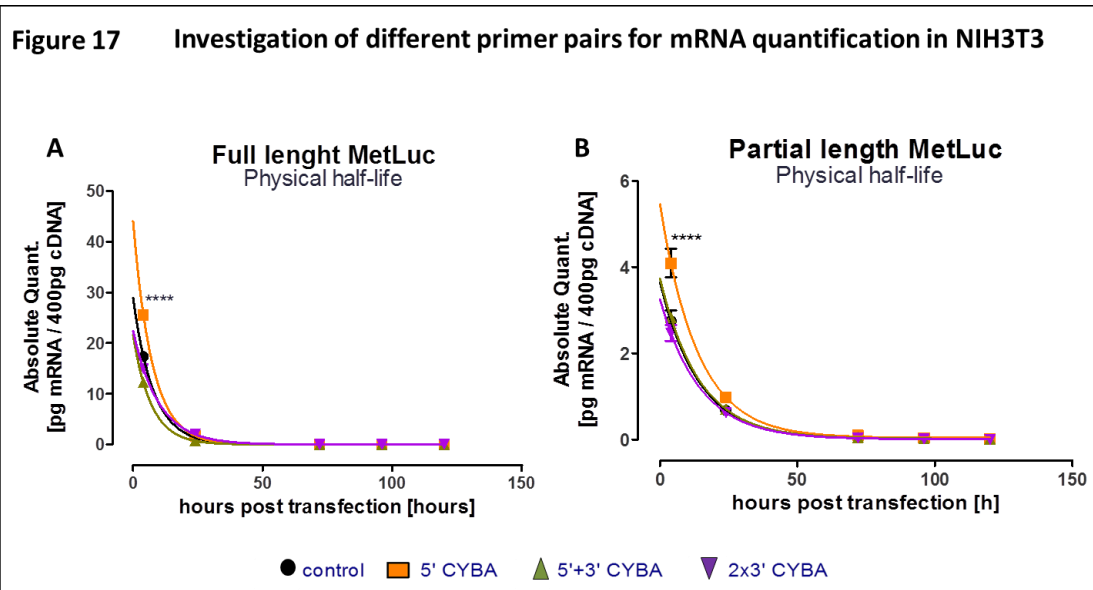 Figure 17 Investigation of different primer pairs for mRNA quantification in NIH3T3
A
Full lenght MetLuc
Physical half-life
Absolute Quant.
[pg mRNA / 400pg cDNA]
50
40
30
20
10
0
****
0 50 100 150
hours post transfection [hours]
B
Partial length MetLuc
Physical half-life
Absolute Quant.
[pg mRNA / 400pg cDNA]
6
4
2
0
****
0 50 100 150
hours post transfection [h]
control 5' CYBA 5'+3' CYBA 2x3' CYBA